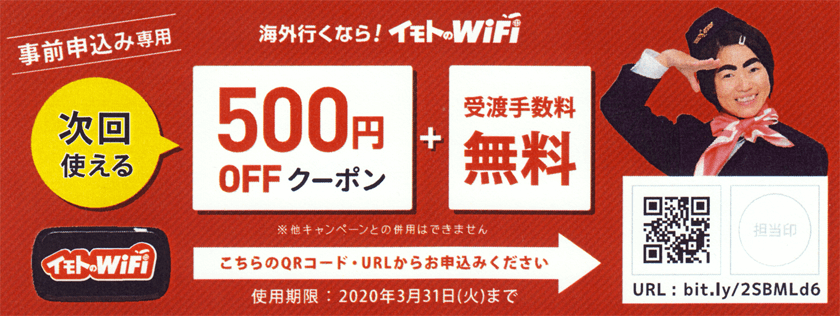 事前申込み専用
海外行くなら!イモトのWiFi
次回
使える
500円
OFFクーポン
+
受渡手数料
無料
※他キャンペーンとの併用はできません
イモトのWiFi
こちらのQRコード・URLからお申込みください
使用期限:2020年3月31日(火)まで
担当印
URL:bit.ly/2SBMLd6